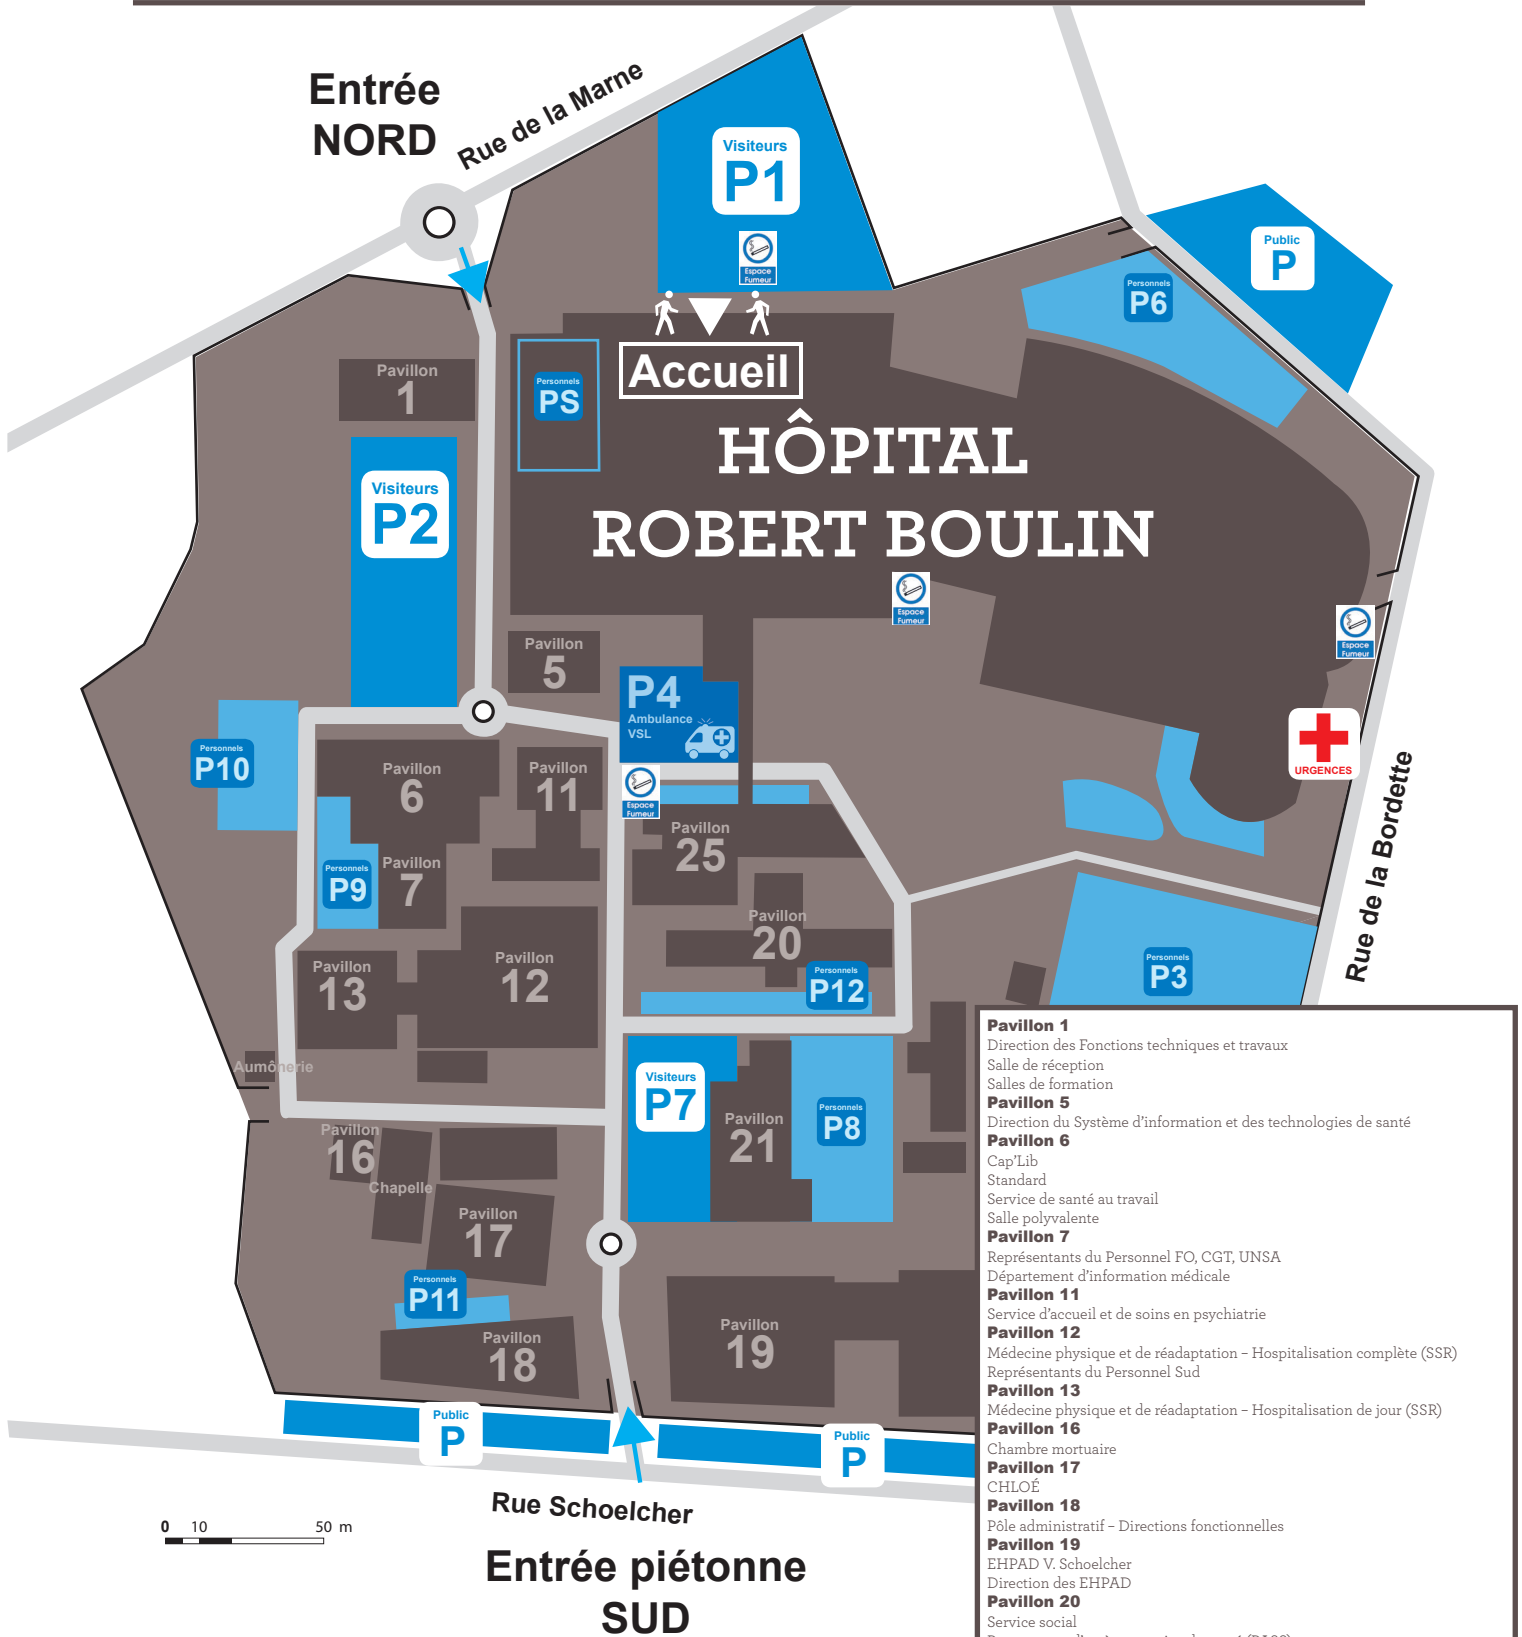 Entrée
NORD
Rue de la Marne
Visiteurs
P1
Espace
Fumeur
Public
P
Personnels
P6
Accueil
Pavillon
1
Personnels
PS
HÔPITAL
ROBERT BOULIN
Visiteurs
P2
Espace
Fumeur
Espace
Fumeur
Pavillon
5
P4
Ambulance
VSL
URGENCES
Personnels
P10
Pavillon
6
Pavillon
11
Espace
Fumeur
Rue de la Bordette
Pavillon
25
Personnels
P9
Pavillon
7
Pavillon
20
Pavillon
13
Pavillon
12
Personnels
P12
Personnels
P3
Aumônerie
Visiteurs
P7
Pavillon
21
Personnels
P8
Pavillon
16
Chapelle
Pavillon
17
Personnels
P11
Pavillon
18
Pavillon
19
Public
P
Public
P
Rue Schoelcher
0 10 50 m
Entrée piétonne
SUD
Pavillon 1
Direction des Fonctions techniques et travaux
Salle de réception
Salles de formation
Pavillon 5
Direction du Système d'information et des technologies de santé
Pavillon 6
Cap'Lib
Standard
Service de santé au travail
Salle polyvalente
Pavillon 7
Représentants du Personnel FO, CGT, UNSA
Département d'information médicale
Pavillon 11
Service d'accueil et de soins en psychiatrie
Pavillon 12
Médecine physique et de réadaptation – Hospitalisation complète (SSR)
Représentants du Personnel Sud
Pavillon 13
Médecine physique et de réadaptation – Hospitalisation de jour (SSR)
Pavillon 16
Chambre mortuaire
Pavillon 17
CHLOÉ
Pavillon 18
Pôle administratif – Directions fonctionnelles
Pavillon 19
EHPAD V. Schoelcher
Direction des EHPAD
Pavillon 20
Service social